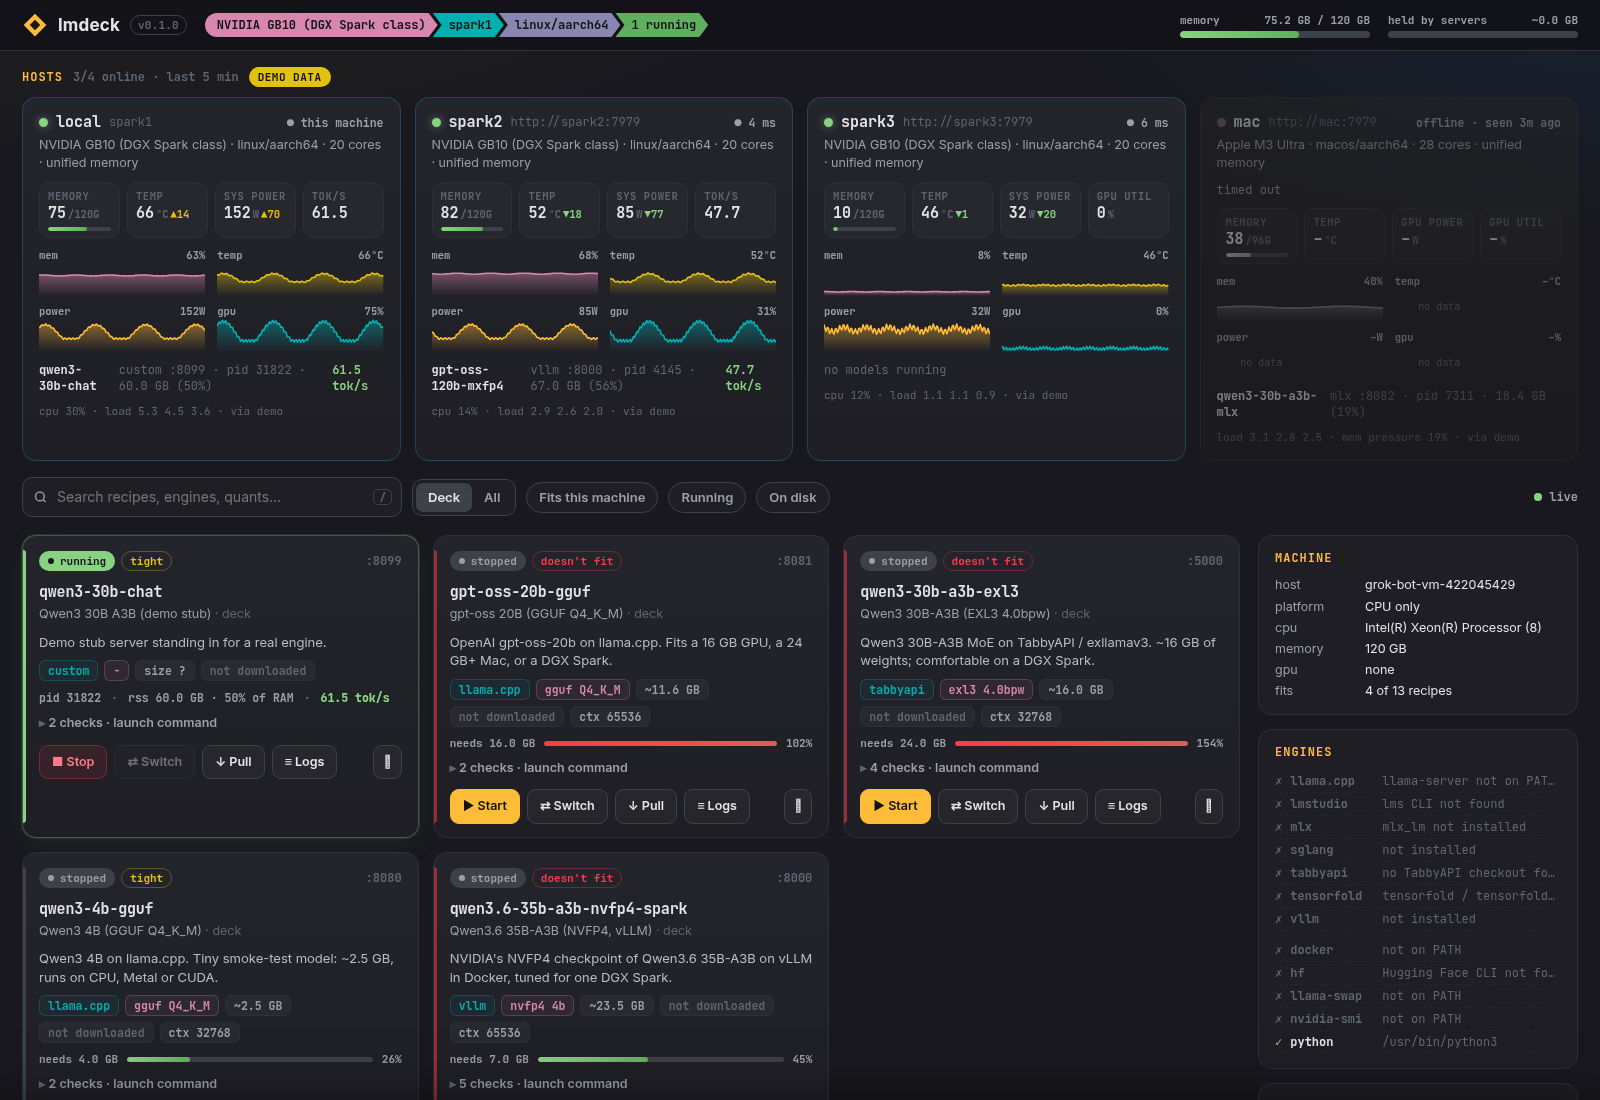 lmdeck v0.1.0 NVIDIA GB10 (DGX Spark class) spark1 linux/aarch64 1 running
memory 75.2 GB / 120 GB held by servers ~0.0 GB
HOSTS 3/4 online · last 5 min DEMO DATA
local spark1 this machine
NVIDIA GB10 (DGX Spark class) · linux/aarch64 · 20 cores
· unified memory
MEMORY TEMP SYS POWER TOK/S
75/120G 66°C▲14 152W▲70 61.5
mem 63% temp 66°C
power 152W gpu 75%
qwen3-30b-chat custom :8099 · pid 31822 · 60.0 GB (50%) 61.5 tok/s
cpu 30% · load 5.3 4.5 3.6 · via demo
spark2 http://spark2:7979 4 ms
NVIDIA GB10 (DGX Spark class) · linux/aarch64 · 20 cores
· unified memory
MEMORY TEMP SYS POWER TOK/S
82/120G 52°C▼18 85W▼77 47.7
mem 68% temp 52°C
power 85W gpu 31%
gpt-oss-120b-mxfp4 vllm :8000 · pid 4145 · 67.0 GB (56%) 47.7 tok/s
cpu 14% · load 2.9 2.6 2.0 · via demo
spark3 http://spark3:7979 6 ms
NVIDIA GB10 (DGX Spark class) · linux/aarch64 · 20 cores
· unified memory
MEMORY TEMP SYS POWER GPU UTIL
10/120G 46°C▼1 32W▼20 0%
mem 8% temp 46°C
power 32W gpu 0%
no models running
cpu 12% · load 1.1 1.1 0.9 · via demo
mac http://mac:7979 offline · seen 3m ago
Apple M3 Ultra · macos/aarch64 · 28 cores · unified
memory
timed out
MEMORY TEMP GPU POWER GPU UTIL
38/96G –°C –W –%
mem 40% temp –°C
no data
power –W gpu –%
no data no data
qwen3-30b-a3b-mlx mlx :8082 · pid 7311 · 18.4 GB (19%)
load 3.1 2.8 2.5 · mem pressure 19% · via demo
Search recipes, engines, quants... / Deck All Fits this machine Running On disk live
running tight :8099
qwen3-30b-chat
Qwen3 30B A3B (demo stub) · deck
Demo stub server standing in for a real engine.
custom - size ? not downloaded
pid 31822 · rss 60.0 GB · 50% of RAM · 61.5 tok/s
▸ 2 checks · launch command
Stop ⇄ Switch ↓ Pull ≡ Logs
stopped doesn't fit :8081
gpt-oss-20b-gguf
gpt-oss 20B (GGUF Q4_K_M) · deck
OpenAI gpt-oss-20b on llama.cpp. Fits a 16 GB GPU, a 24
GB+ Mac, or a DGX Spark.
llama.cpp gguf Q4_K_M ~11.6 GB
not downloaded ctx 65536
needs 16.0 GB 102%
▸ 2 checks · launch command
▶ Start ⇄ Switch ↓ Pull ≡ Logs
stopped doesn't fit :5000
qwen3-30b-a3b-exl3
Qwen3 30B-A3B (EXL3 4.0bpw) · deck
Qwen3 30B-A3B MoE on TabbyAPI / exllamav3. ~16 GB of
weights; comfortable on a DGX Spark.
tabbyapi exl3 4.0bpw ~16.0 GB
not downloaded ctx 32768
needs 24.0 GB 154%
▸ 4 checks · launch command
▶ Start ⇄ Switch ↓ Pull ≡ Logs
stopped tight :8080
qwen3-4b-gguf
Qwen3 4B (GGUF Q4_K_M) · deck
Qwen3 4B on llama.cpp. Tiny smoke-test model: ~2.5 GB,
runs on CPU, Metal or CUDA.
llama.cpp gguf Q4_K_M ~2.5 GB
not downloaded ctx 32768
needs 4.0 GB 26%
▸ 2 checks · launch command
stopped doesn't fit :8000
qwen3.6-35b-a3b-nvfp4-spark
Qwen3.6 35B-A3B (NVFP4, vLLM) · deck
NVIDIA's NVFP4 checkpoint of Qwen3.6 35B-A3B on vLLM
in Docker, tuned for one DGX Spark.
vllm nvfp4 4b ~23.5 GB not downloaded
ctx 65536
needs 7.0 GB 45%
▸ 5 checks · launch command
MACHINE
host grok-bot-vm-422045429
platform CPU only
cpu Intel(R) Xeon(R) Processor (8)
memory 120 GB
gpu none
fits 4 of 13 recipes
ENGINES
✗ llama.cpp llama-server not on PAT…
✗ lmstudio lms CLI not found
✗ mlx mlx_lm not installed
✗ sglang not installed
✗ tabbyapi no TabbyAPI checkout fo…
✗ tensorfold tensorfold / tensorfold…
✗ vllm not installed
✗ docker not on PATH
✗ hf Hugging Face CLI not fo…
✗ llama-swap not on PATH
✗ nvidia-smi not on PATH
✓ python /usr/bin/python3